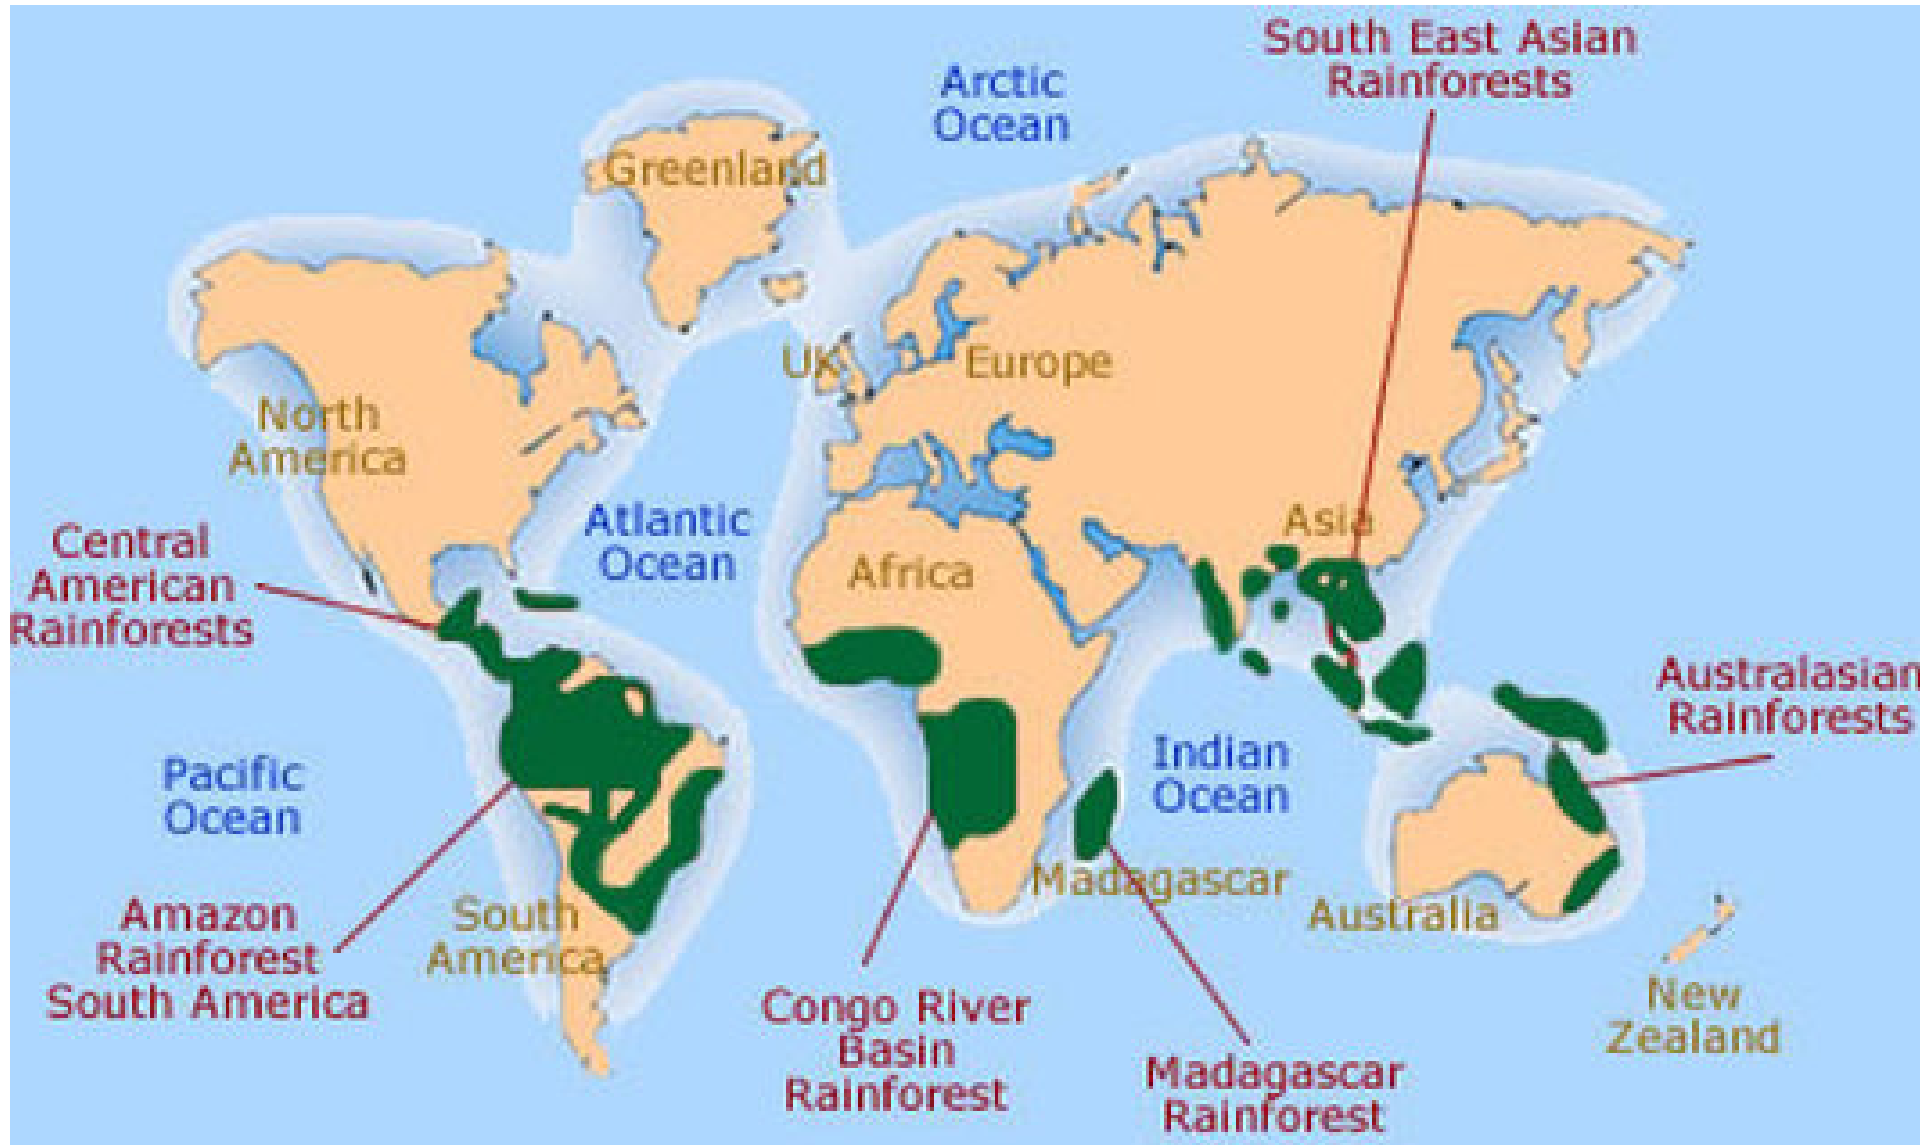 South East Asian
Rainforests
Arctic
Ocean
Greenland
UK
Europe
North
America
Atlantic
Ocean
Asia
Africa
Central
American
Rainforests
Australasian
Rainforests
Pacific
Ocean
Indian
Ocean
Madagascar
South
America
Australia
Amazon
Rainforest
South America
New
Zealand
Congo River
Basin
Rainforest
Madagascar
Rainforest